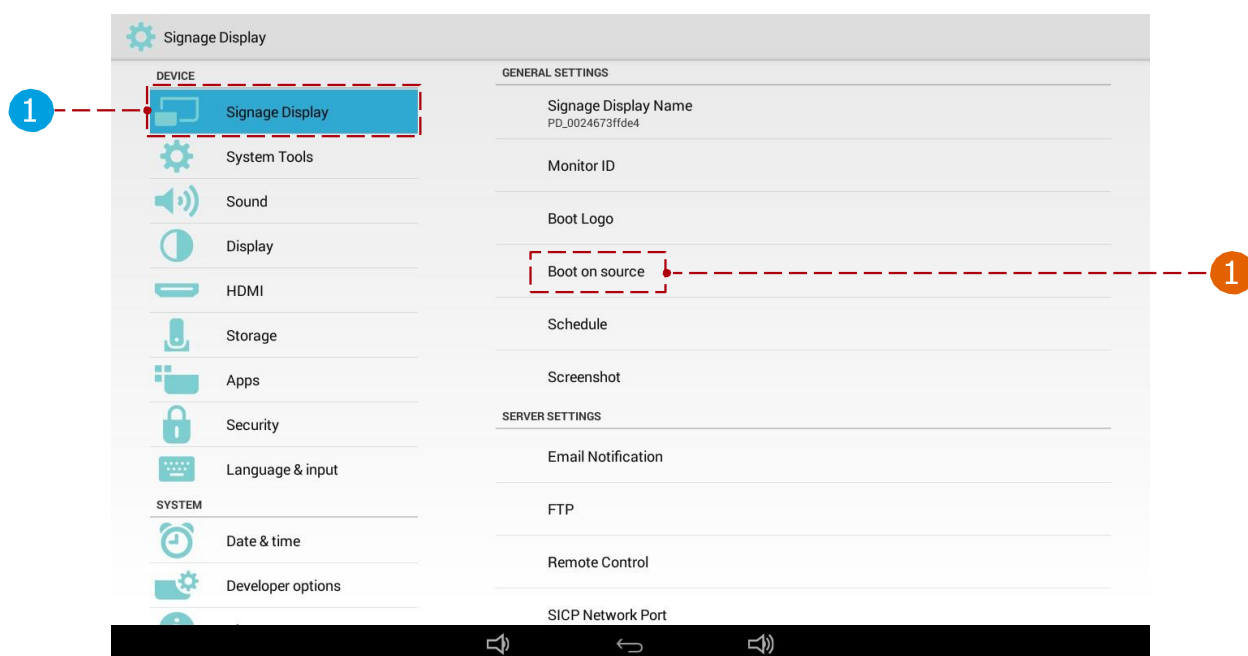 Signage Display
DEVICE
1
Signage Display
System Tools
Sound
Display
HDMI
Storage
Apps
Security
Language & input
SYSTEM
Date & time
Developer options
GENERAL SETTINGS
Signage Display Name
PD_0024673ffde4
Monitor ID
Boot Logo
Boot on source
1
Schedule
Screenshot
SERVER SETTINGS
Email Notification
FTP
Remote Control
SICP Network Port